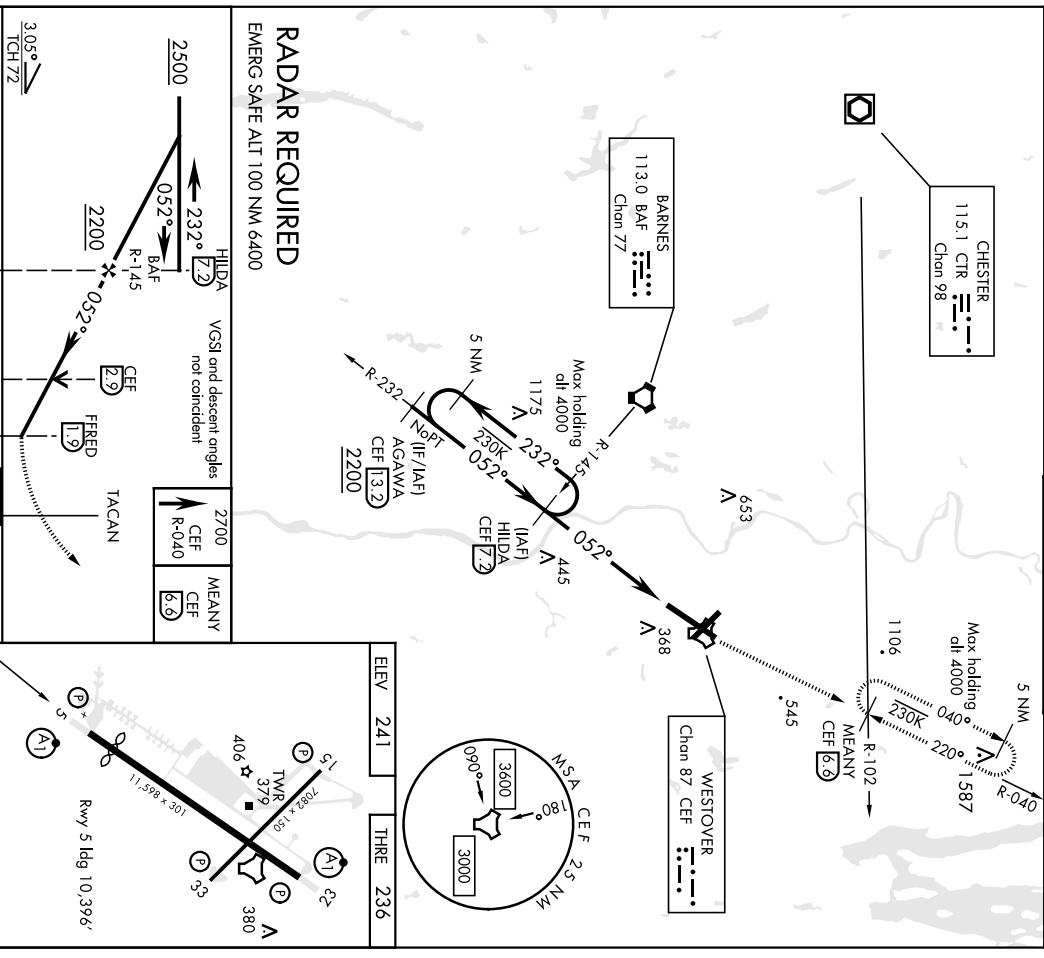 CHESTER
115.1 CTR
Chan 98
BARNES
113.0 BAF
Chan 77
RADAR REQUIRED
EMERG SAFE ALT 100 NM 6400
5 NM
Max holding
alt 4000
1106
545
040°
230K
220°
1587
R-040
R-102
MEANY
CEF 6.6
653
R-145
Max holding
alt 4000
5 NM
1175
232°
230K
052°
NoPT
R-232
(IF/IAF)
AGAWA
CEF 13.2
2200
(IAF)
HILDA
CEF 7.2
445
052°
368
WESTOVER
Chan 87 CEF
MSA CEF 25 NM
180°
090°
3600
3000
2500
232°
052°
HILDA
7.2
BAF
R-145
2200
052°
3.05°
TCH 72
VGSI and descent angles
not coincident
CEF
2.9
FFRED
1.9
TACAN
2700
CEF
R-040
MEANY
CEF
6.6
ELEV 241
THRE 236
P
15
7082 x 150
TWR
379
406
A1
23
P
380
P
33
11,598 x 301
P
5
A1
Rwy 5 ldg 10,396'